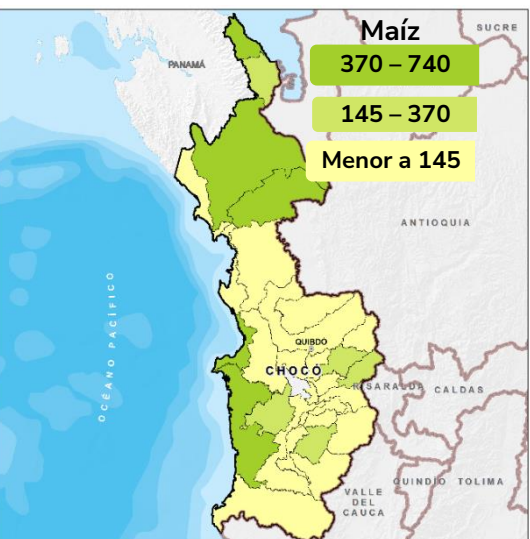 Maíz
370 – 740
145 – 370
Menor a 145
SUCRE
PANAMÁ
ANTIOQUIA
OCÉANO PACÍFICO
QUIBDO
CHOCÓ
RISARALDA
CALDAS
QUINDÍO
TOLIMA
VALLE
DEL
CAUCA